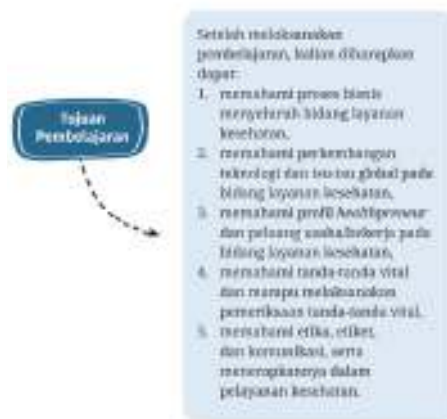 Tujuan
Pembelajaran
Setelah melaksanakan
pembelajaran, kalian diharapkan
dapat:
1. memahami proses bisnis
menyeluruh bidang layanan
kesehatan,
2. memahami perkembangan
teknologi dan isu-isu global pada
bidang layanan kesehatan,
3. memahami profil healthpreneur
dan peluang usaha/bekerja pada
bidang layanan kesehatan,
4. memahami tanda-tanda vital
dan mampu melaksanakan
pemeriksaan tanda-tanda vital,
5. memahami etika, etiket,
dan komunikasi, serta
menerapkannya dalam
pelayanan kesehatan.